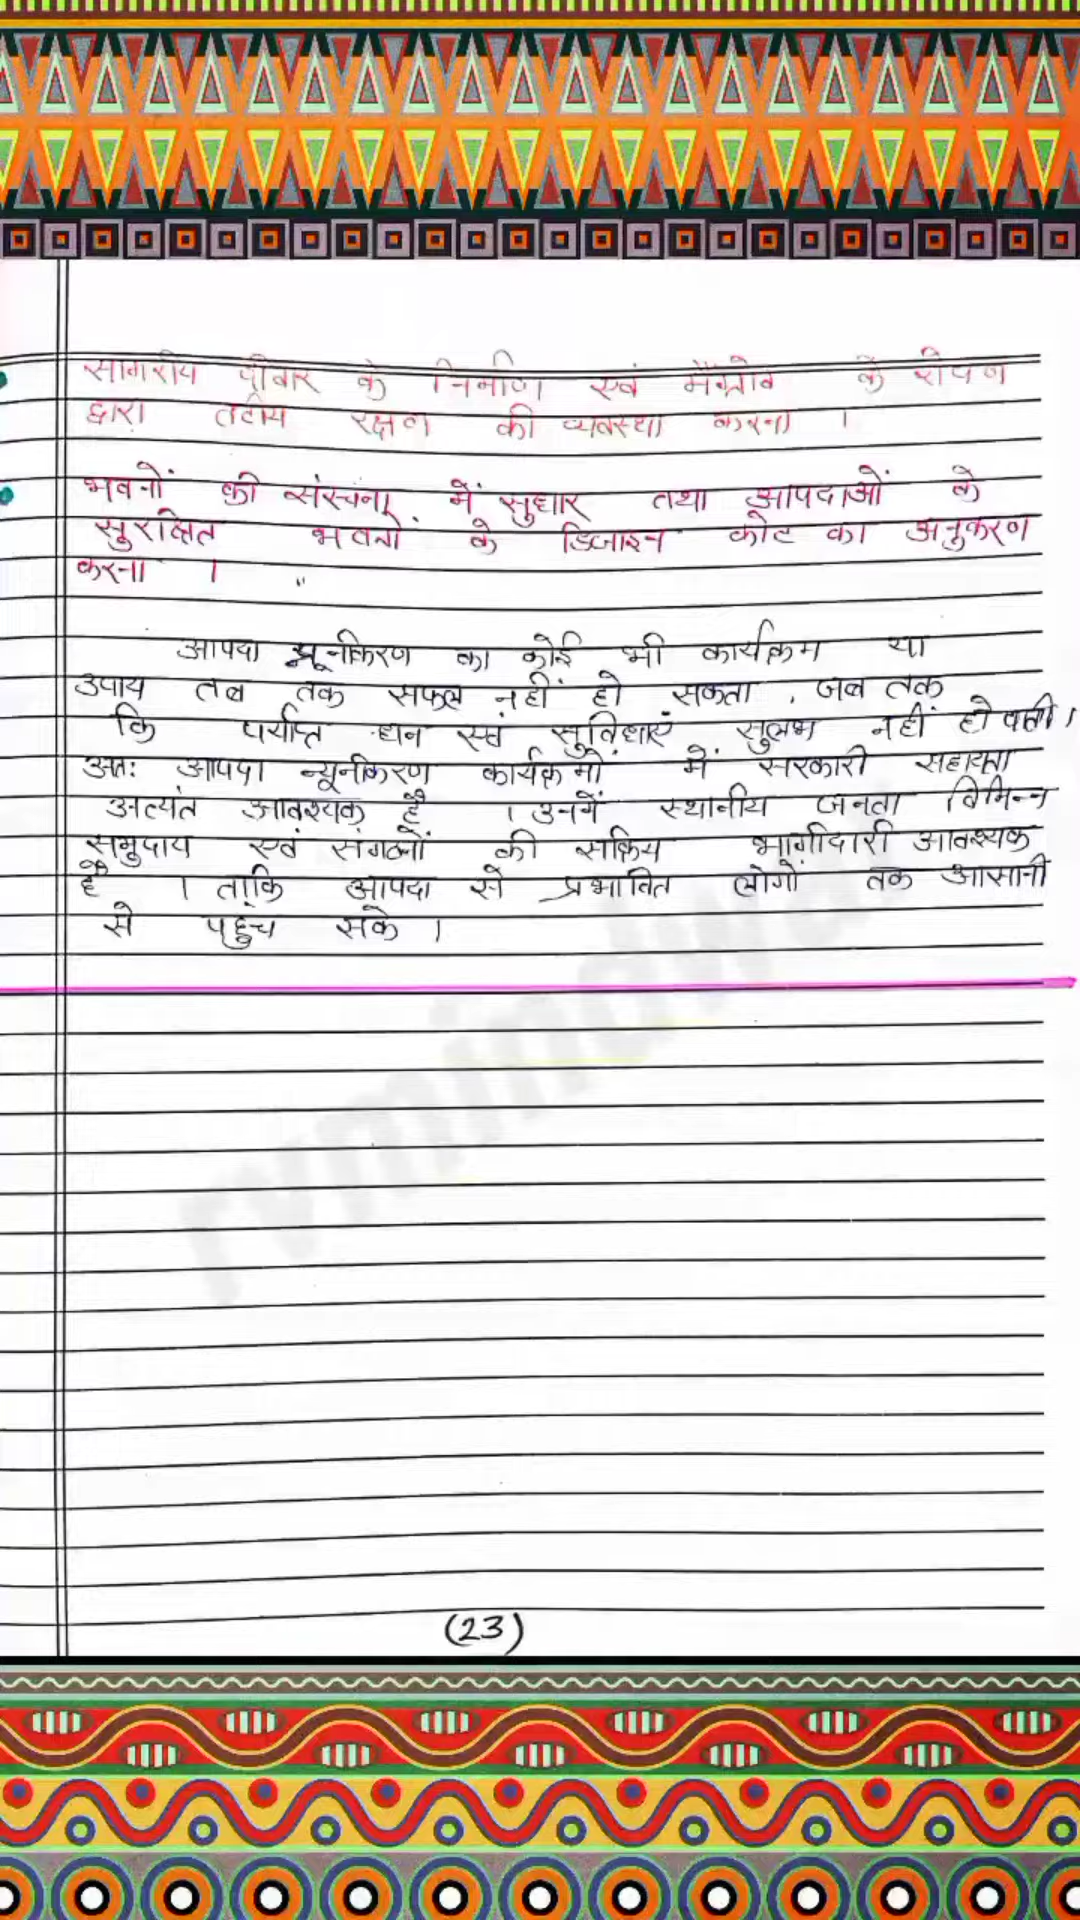 सागरीय दीवार के निर्माण एवं मैंन्ग्रोव के रोपण
द्वारा तटीय रक्षण की व्यवस्था करना ।
भवनों की संरचना में सुधार तथा आपदाओं के
सुरक्षित भवनों के डिजाइन कोट का अनुकरण
करना ।
आपदा न्यूनीकरण का कोई भी कार्यक्रम या
उपाय तब तक सफल नहीं हो सकता , जब तक
कि पर्याप्त धन एवं सुविधाएं सुलभ नहीं हो पाती ।
अतः आपदा न्यूनीकरण कार्यक्रमों में सरकारी सहायता
अत्यंत आवश्यक है । उनमें स्थानीय जनता विभिन्न
समुदाय एवं संगठनों की सक्रिय भागीदारी आवश्यक
है । ताकि आपदा से प्रभावित लोगों तक आसानी
से पहुंच सके ।
(23)